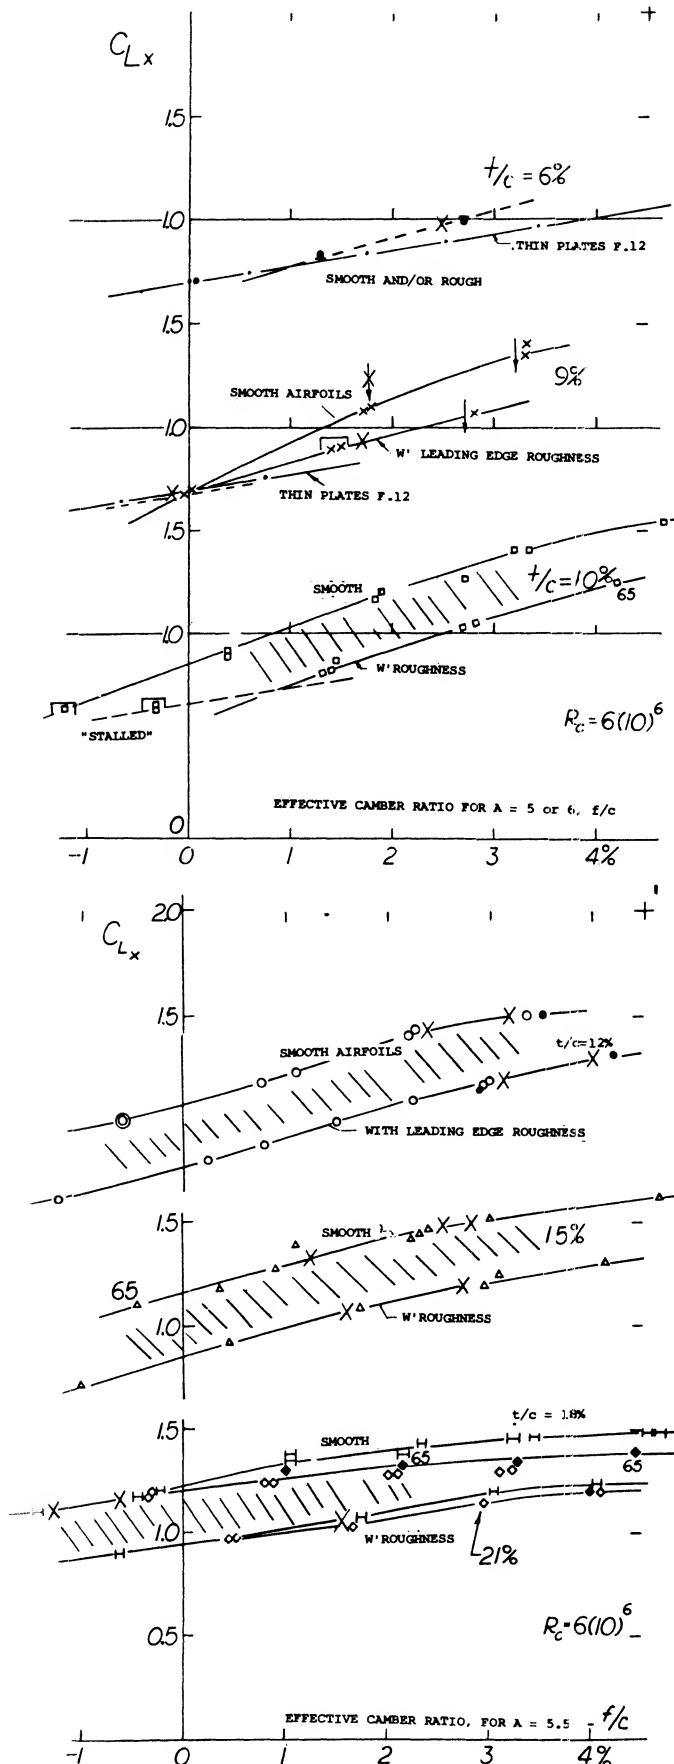 C_Lx
1.5
t/c = 6%
1.0
THIN PLATES F.12
SMOOTH AND/OR ROUGH
1.5
SMOOTH AIRFOILS
9%
1.0
W' LEADING EDGE ROUGHNESS
THIN PLATES F.12
1.5
SMOOTH
t/c=10%
65
1.0
W'ROUGHNESS
"STALLED"
R_c=6(10)^6
EFFECTIVE CAMBER RATIO FOR A = 5 or 6, f/c
0
-1 0 1 2 3 4%
2.0
C_Lx
1.5
SMOOTH AIRFOILS
t/c=12%
WITH LEADING EDGE ROUGHNESS
1.5
SMOOTH
15%
65
1.0
W'ROUGHNESS
1.5
t/c = 18%
SMOOTH
65
65
1.0
W'ROUGHNESS
21%
0.5
R_c=6(10)^6
EFFECTIVE CAMBER RATIO, FOR A = 5.5 - f/c
-1 0 1 2 3 4%